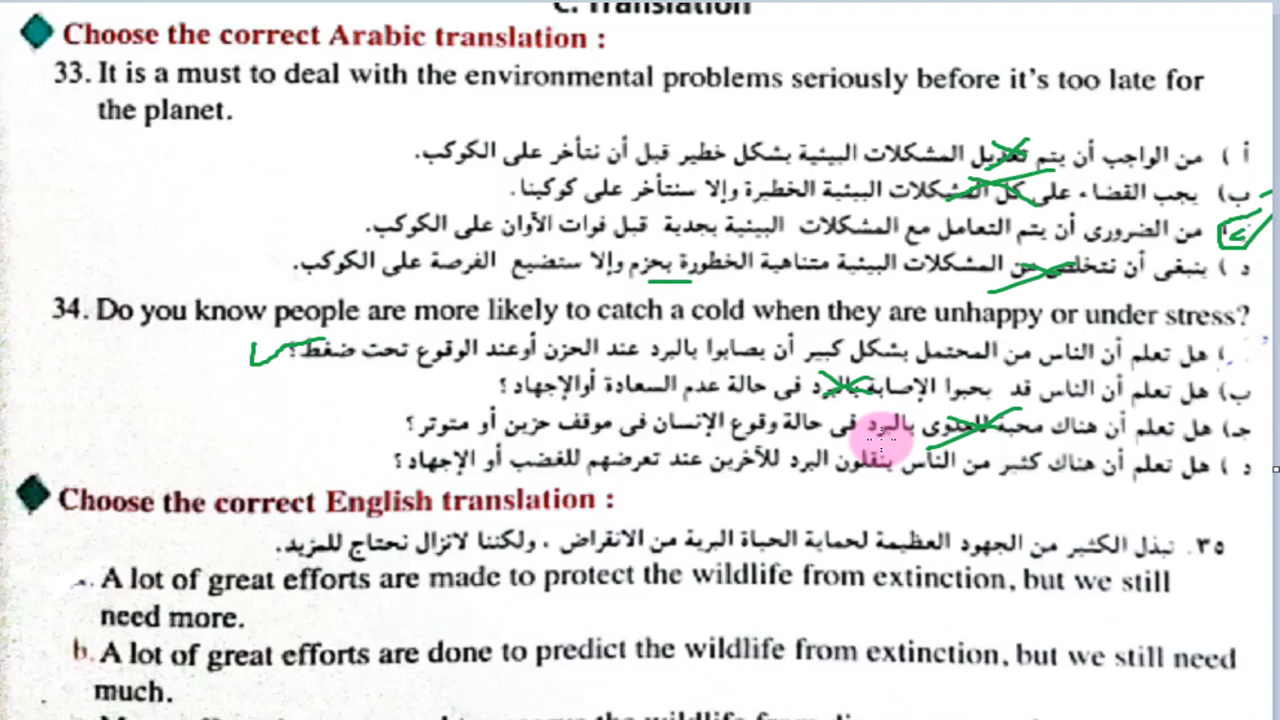 C. Translation
Choose the correct Arabic translation :
33. It is a must to deal with the environmental problems seriously before it's too late for
the planet.
أ ) من الواجب أن يتم تعديل المشكلات البيئية بشكل خطير قبل أن نتأخر على الكوكب.
ب) يجب القضاء على كل المشكلات البيئية الخطيرة وإلا سنتأخر على كوكبنا.
من الضرورى أن يتم التعامل مع المشكلات البيئية بجدية قبل فوات الآوان على الكوكب.
د ) ينبغى أن نتخلص من المشكلات البيئية متناهية الخطورة بحزم وإلا ستضيع الفرصة على الكوكب.
34. Do you know people are more likely to catch a cold when they are unhappy or under stress?
) هل تعلم أن الناس من المحتمل بشكل كبير أن يصابوا بالبرد عند الحزن أوعند الوقوع تحت ضغط؟
ب) هل تعلم أن الناس قد يحبوا الإصابة بالبرد فى حالة عدم السعادة أوالإجهاد؟
جـ) هل تعلم أن هناك محبة للعدوى بالبرد فى حالة وقوع الإنسان فى موقف حزين أو متوتر؟
د ) هل تعلم أن هناك كثير من الناس ينقلون البرد للآخرين عند تعرضهم للغضب أو الإجهاد؟
Choose the correct English translation :
٣٥. تبذل الكثير من الجهود العظيمة لحماية الحياة البرية من الانقراض ، ولكننا لاتزال نحتاج للمزيد.
a. A lot of great efforts are made to protect the wildlife from extinction, but we still
need more.
b. A lot of great efforts are done to predict the wildlife from extinction, but we still need
much.